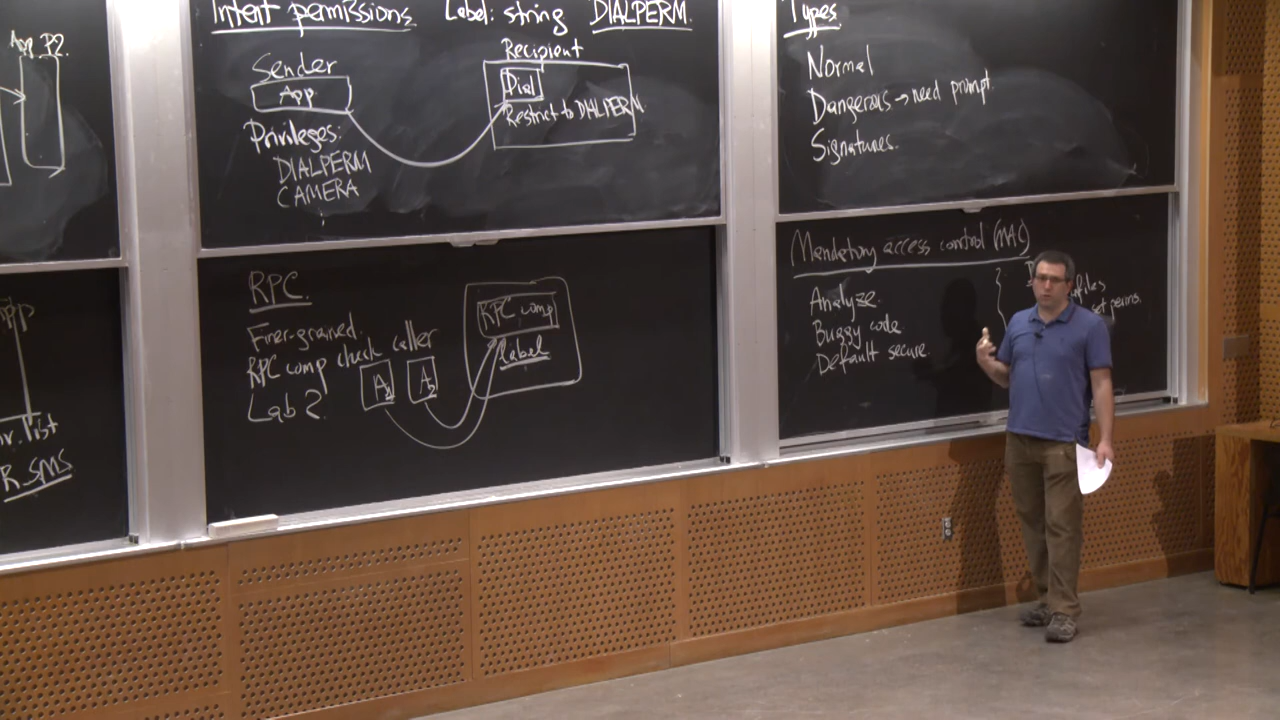 App P2
R_SMS
Intent permissions. Label: string DIALPERM.
Sender
App
Privileges:
DIALPERM
CAMERA
Recipient
Dial
Restrict to DIALPERM
RPC.
Finer-grained.
RPC comp check caller
Lab 2.
A1
A2
RPC comp
Label
Types
Normal
Dangerous → need prompt.
Signatures.
Mandatory access control (MAC)
Analyze.
Buggy code
Default secure.
set perms.